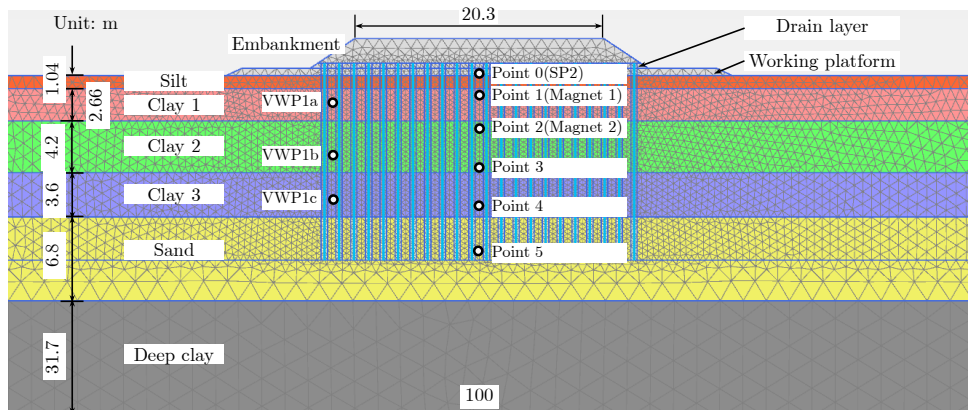 Unit: m
20.3
Drain layer
Embankment
Working platform
1.04
Silt
Point 0(SP2)
2.66
Clay 1
VWP1a
Point 1(Magnet 1)
4.2
Clay 2
VWP1b
Point 2(Magnet 2)
Point 3
3.6
Clay 3
VWP1c
Point 4
6.8
Sand
Point 5
31.7
Deep clay
100